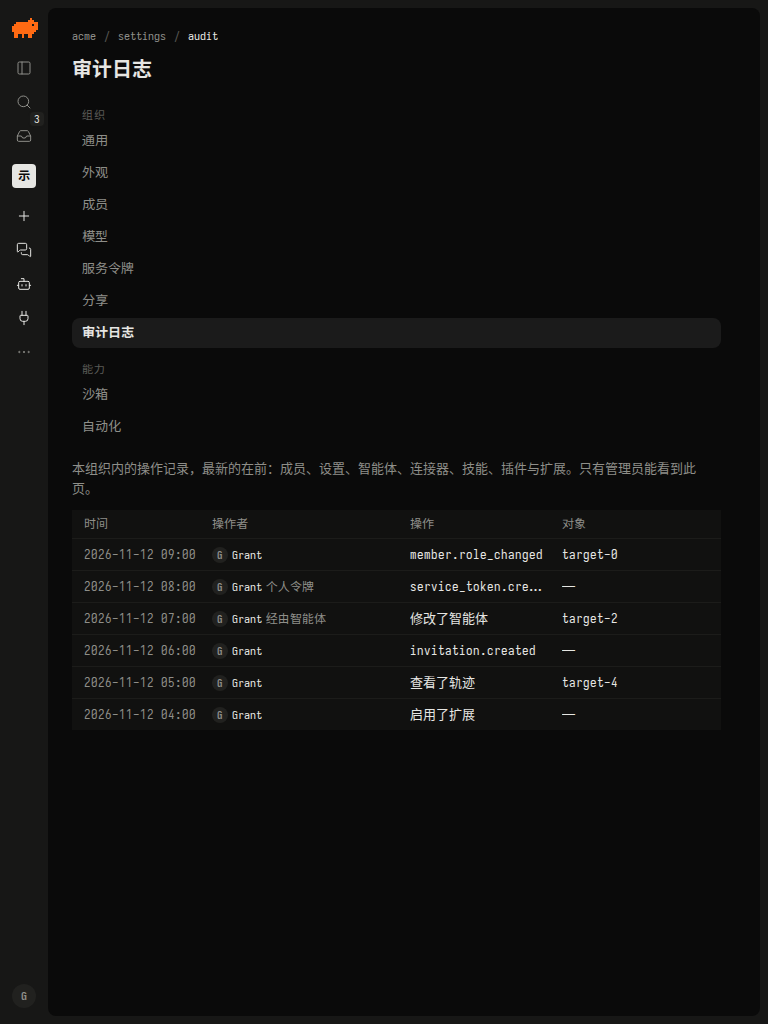 acme / settings / audit
审计日志
3
示
组织
通用
外观
成员
模型
服务令牌
分享
审计日志
能力
沙箱
自动化
本组织内的操作记录，最新的在前：成员、设置、智能体、连接器、技能、插件与扩展。只有管理员能看到此
页。
时间 操作者 操作 对象
2026-11-12 09:00 G Grant member.role_changed target-0
2026-11-12 08:00 G Grant 个人令牌 service_token.cre... —
2026-11-12 07:00 G Grant 经由智能体 修改了智能体 target-2
2026-11-12 06:00 G Grant invitation.created —
2026-11-12 05:00 G Grant 查看了轨迹 target-4
2026-11-12 04:00 G Grant 启用了扩展 —
G